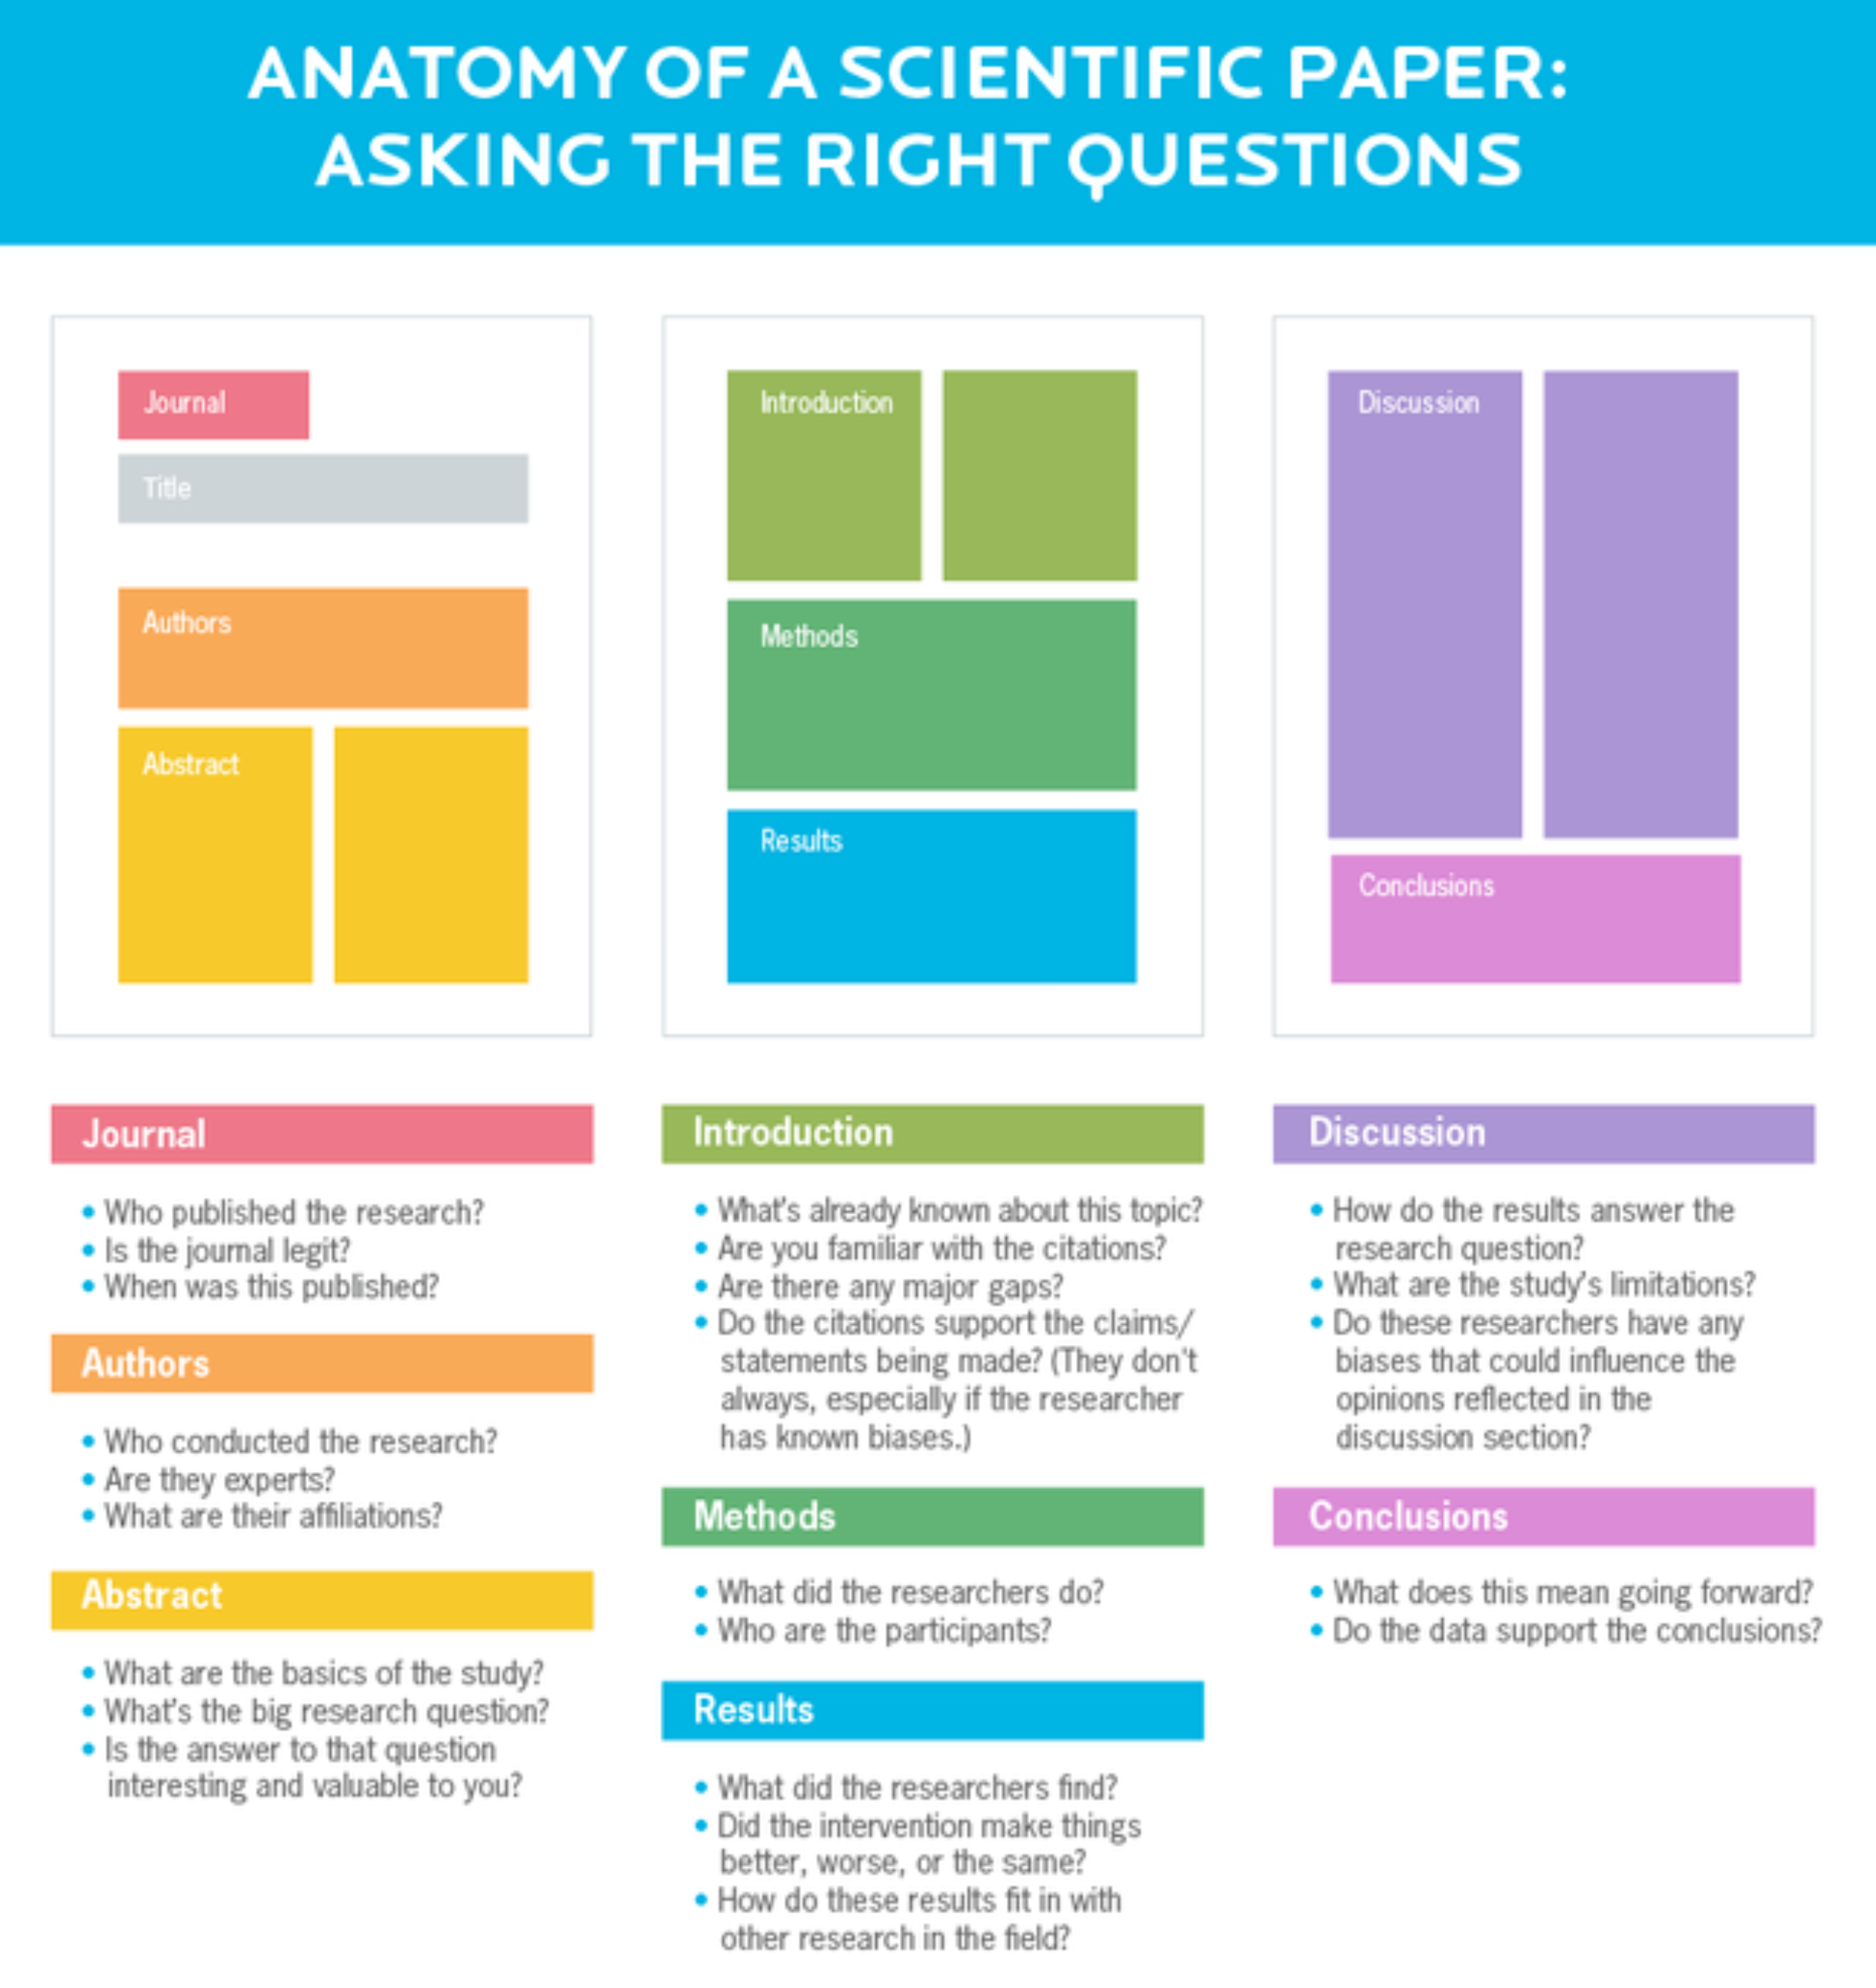 ANATOMY OF A SCIENTIFIC PAPER:
ASKING THE RIGHT QUESTIONS
Journal
Title
Authors
Abstract
Introduction
Methods
Results
Discussion
Conclusions
Journal
• Who published the research?
• Is the journal legit?
• When was this published?
Authors
• Who conducted the research?
• Are they experts?
• What are their affiliations?
Abstract
• What are the basics of the study?
• What's the big research question?
• Is the answer to that question
interesting and valuable to you?
Introduction
• What's already known about this topic?
• Are you familiar with the citations?
• Are there any major gaps?
• Do the citations support the claims/
statements being made? (They don't
always, especially if the researcher
has known biases.)
Methods
• What did the researchers do?
• Who are the participants?
Results
• What did the researchers find?
• Did the intervention make things
better, worse, or the same?
• How do these results fit in with
other research in the field?
Discussion
• How do the results answer the
research question?
• What are the study's limitations?
• Do these researchers have any
biases that could influence the
opinions reflected in the
discussion section?
Conclusions
• What does this mean going forward?
• Do the data support the conclusions?